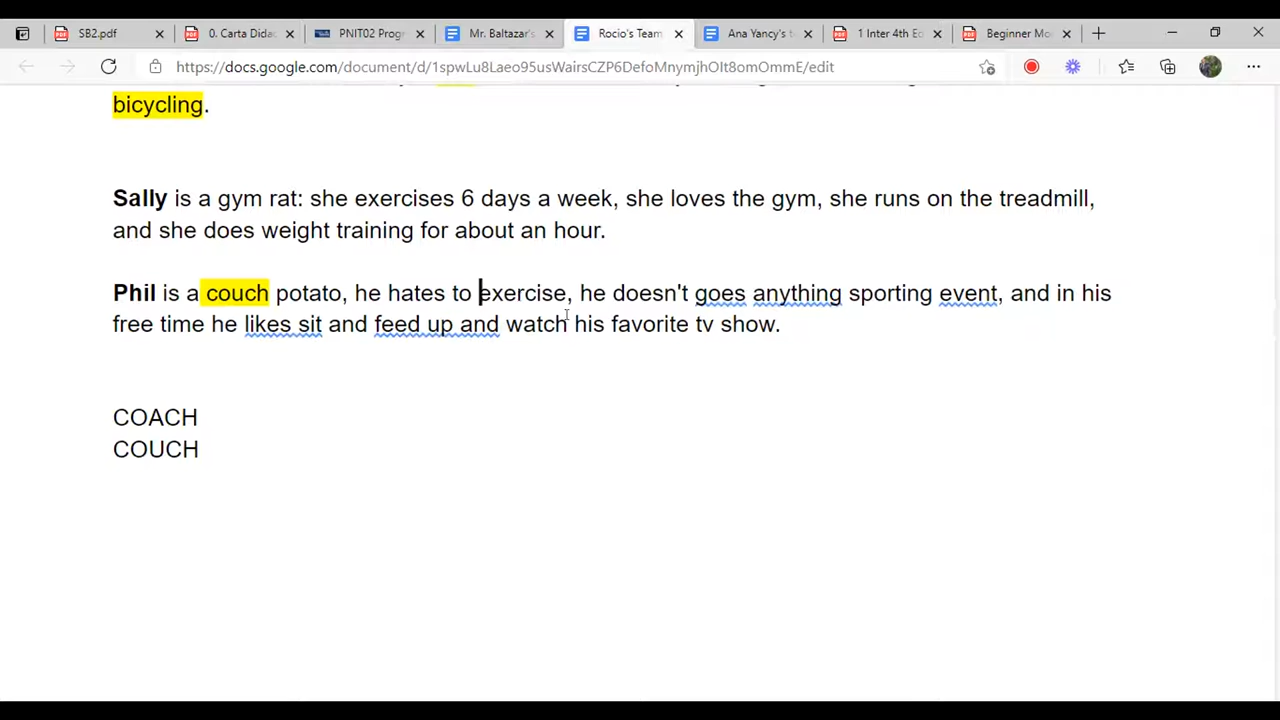 SB2.pdf
0. Carta Didac
PNIT02 Progr
Mr. Baltazar's
Rocio's Team
Ana Yancy's t
1 Inter 4th Ed
Beginner Mo
https://docs.google.com/document/d/1spwLu8Laeo95usWairsCZP6DefoMnymjhOIt8omOmmE/edit
bicycling.
Sally is a gym rat: she exercises 6 days a week, she loves the gym, she runs on the treadmill,
and she does weight training for about an hour.
Phil is a couch potato, he hates to exercise, he doesn't goes anything sporting event, and in his
free time he likes sit and feed up and watch his favorite tv show.
COACH
COUCH